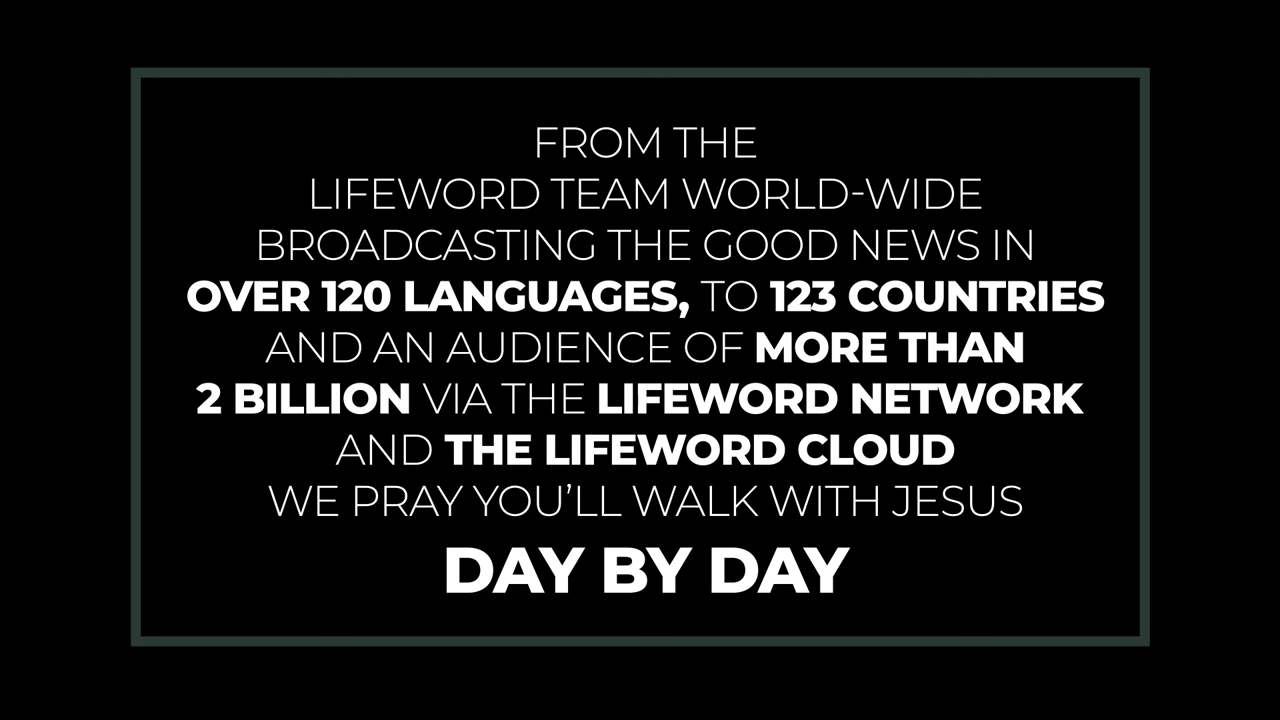 FROM THE
LIFEWORD TEAM WORLD-WIDE
BROADCASTING THE GOOD NEWS IN
OVER 120 LANGUAGES, TO 123 COUNTRIES
AND AN AUDIENCE OF MORE THAN
2 BILLION VIA THE LIFEWORD NETWORK
AND THE LIFEWORD CLOUD
WE PRAY YOU’LL WALK WITH JESUS
DAY BY DAY